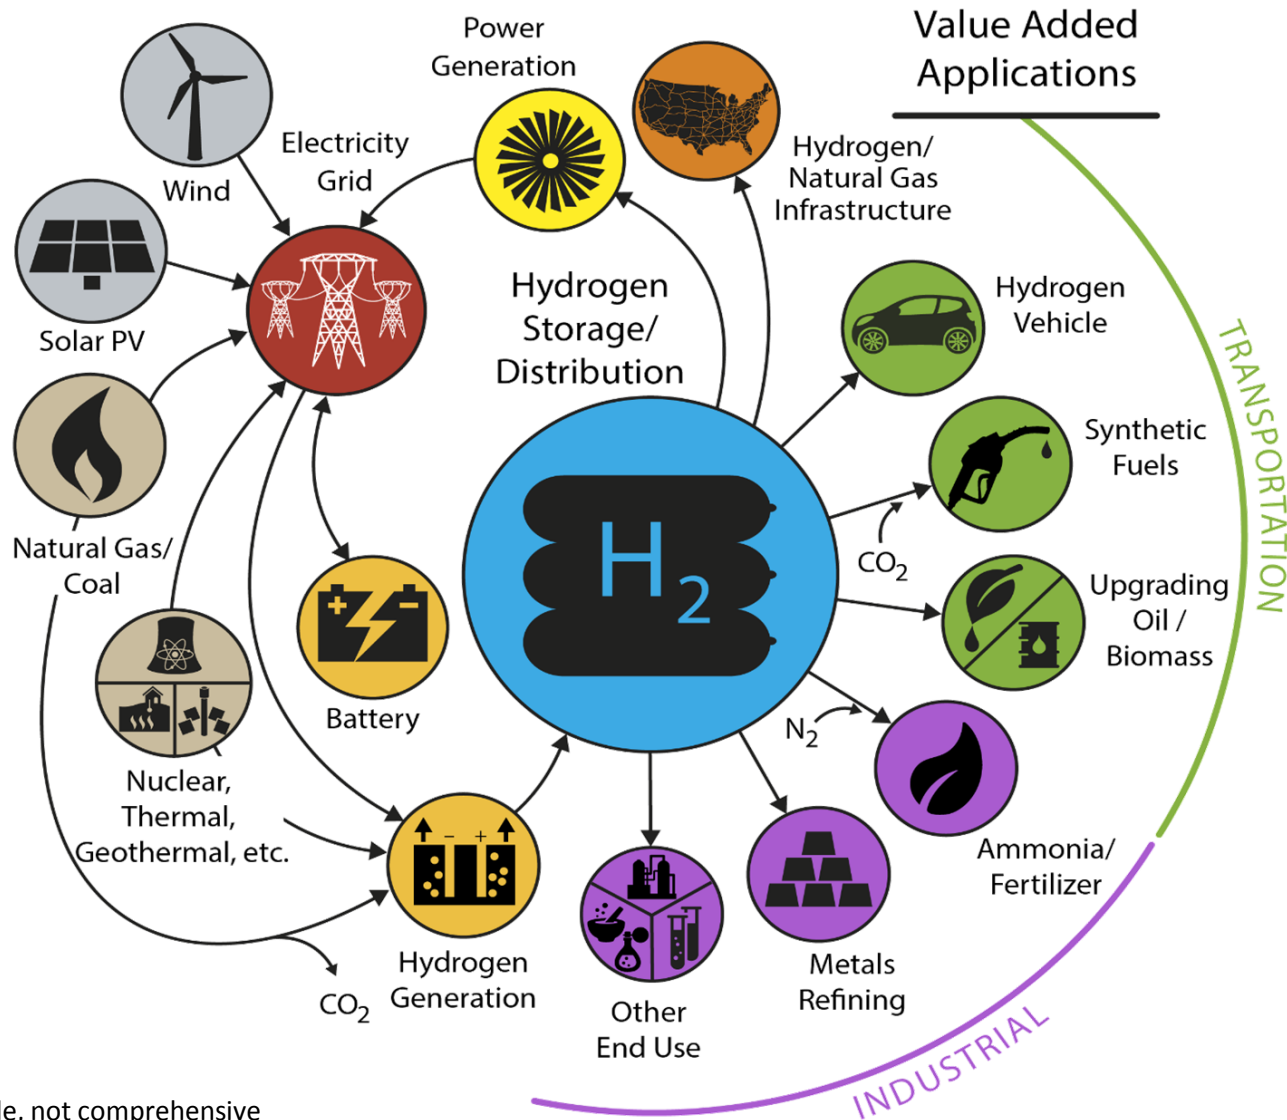 Value Added
Applications
Power
Generation
Electricity
Grid
Wind
Hydrogen/
Natural Gas
Infrastructure
Solar PV
Hydrogen
Storage/
Distribution
Hydrogen
Vehicle
TRANSPORTATION
Synthetic
Fuels
H2
CO2
Natural Gas/
Coal
Upgrading
Oil /
Biomass
+ -
Battery
N2
Nuclear,
Thermal,
Geothermal, etc.
- +
Ammonia/
Fertilizer
Hydrogen
Generation
CO2
Metals
Refining
Other
End Use
INDUSTRIAL
not comprehensive